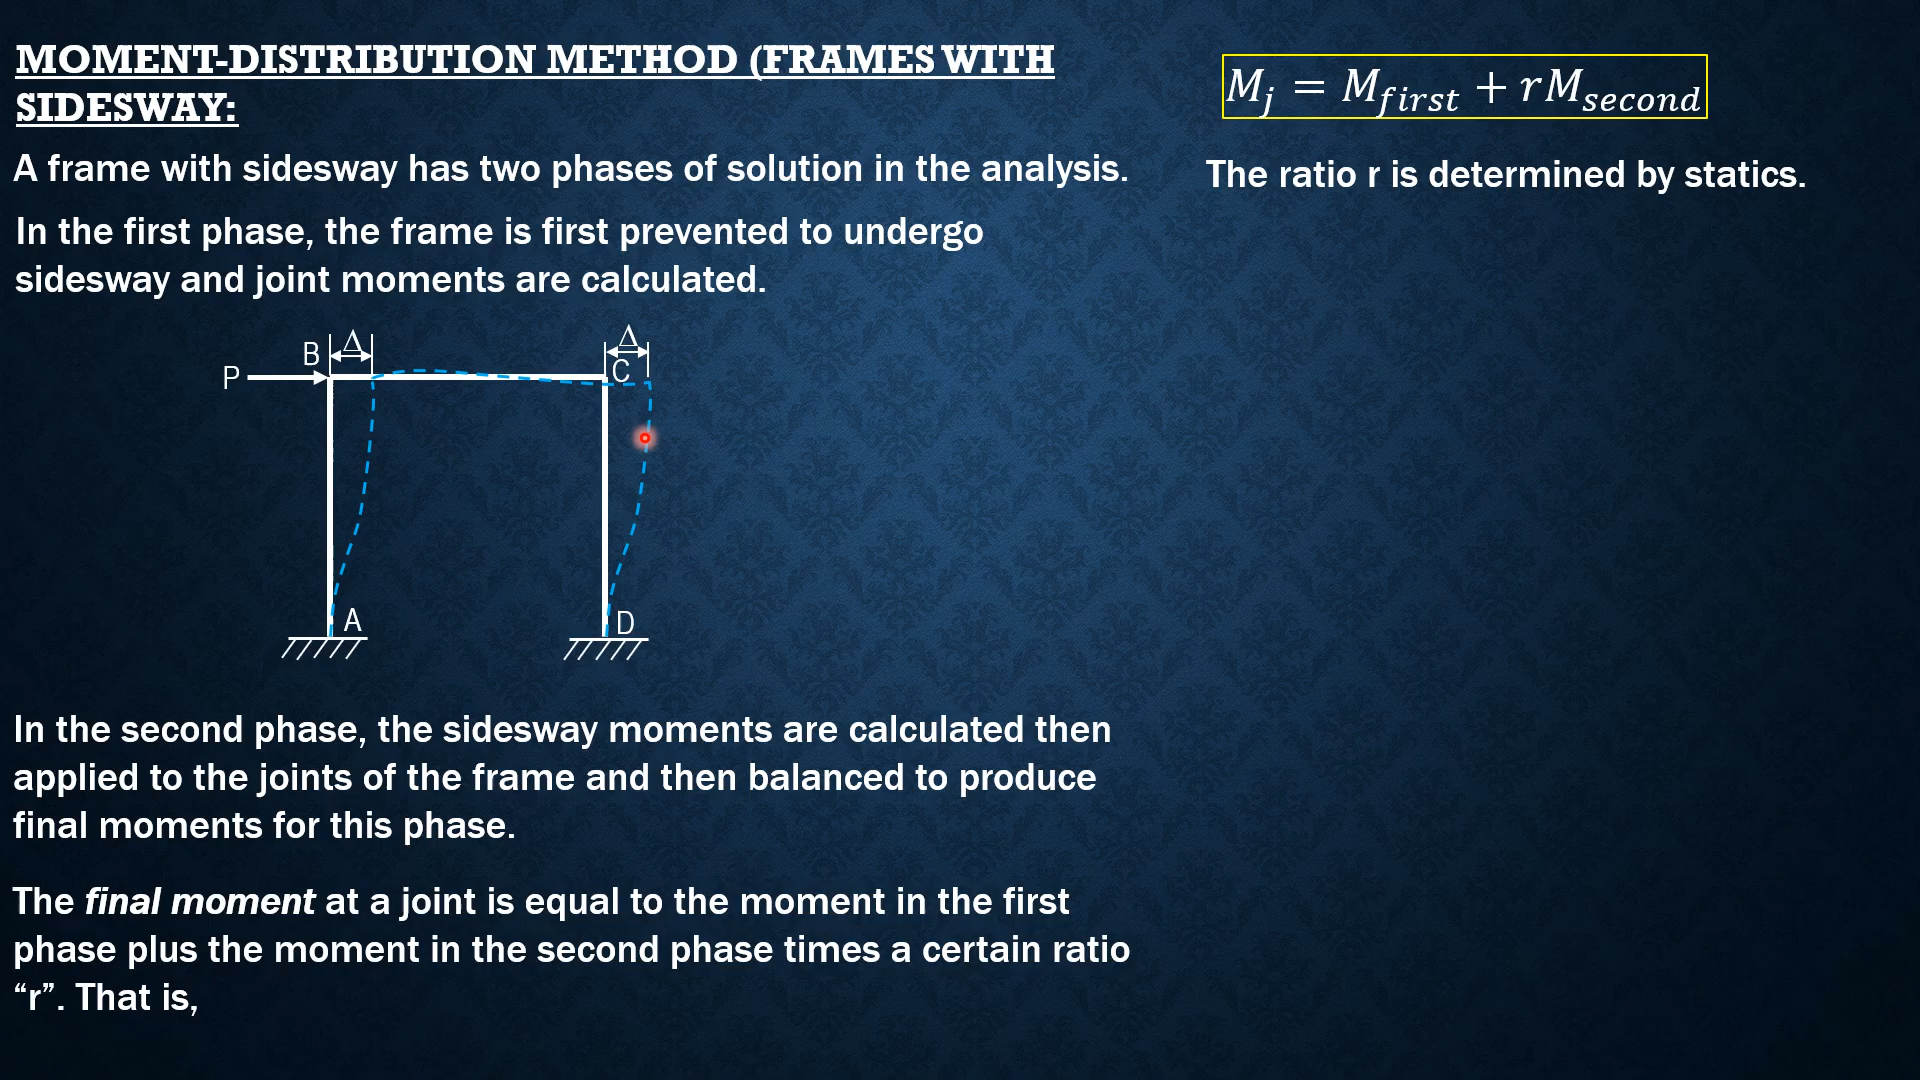 MOMENT-DISTRIBUTION METHOD (FRAMES WITH
SIDESWAY:
A frame with sidesway has two phases of solution in the analysis.
In the first phase, the frame is first prevented to undergo
sidesway and joint moments are calculated.
B Δ
Δ
P
C
A
D
In the second phase, the sidesway moments are calculated then
applied to the joints of the frame and then balanced to produce
final moments for this phase.
The final moment at a joint is equal to the moment in the first
phase plus the moment in the second phase times a certain ratio
“r”. That is,
M_j = M_first + rM_second
The ratio r is determined by statics.